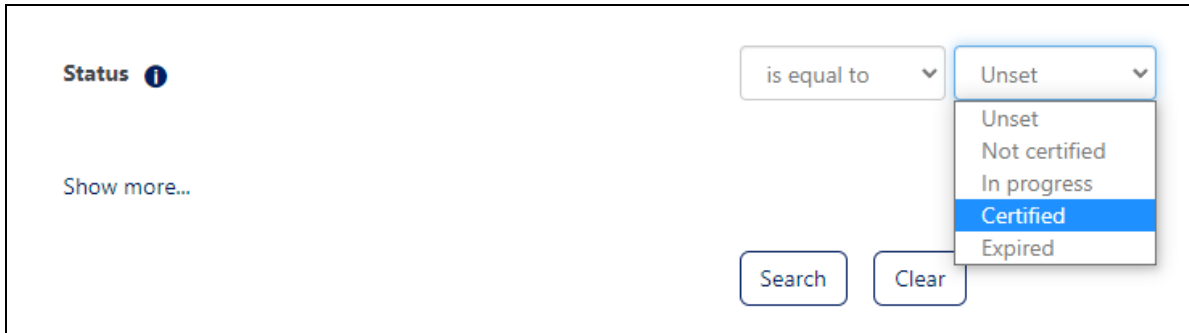 Status
is equal to
Unset
Unset
Not certified
In progress
Certified
Expired
Show more...
Search
Clear